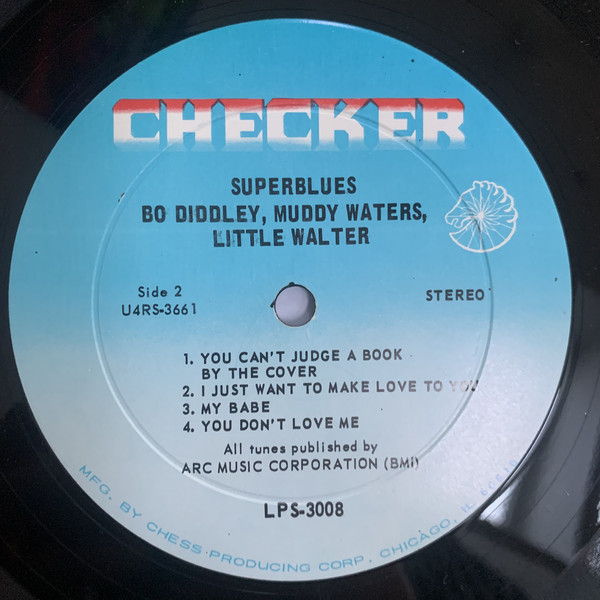 CHECKER
SUPERBLUES
BO DIDDLEY, MUDDY WATERS,
LITTLE WALTER
Side 2
U4RS-3661
STEREO
1. YOU CAN'T JUDGE A BOOK
BY THE COVER
2. I JUST WANT TO MAKE LOVE TO YOU
3. MY BABE
4. YOU DON'T LOVE ME
All tunes published by
ARC MUSIC CORPORATION (BMI)
LPS-3008
MFG. BY CHESS PRODUCING CORP. CHICAGO, IL